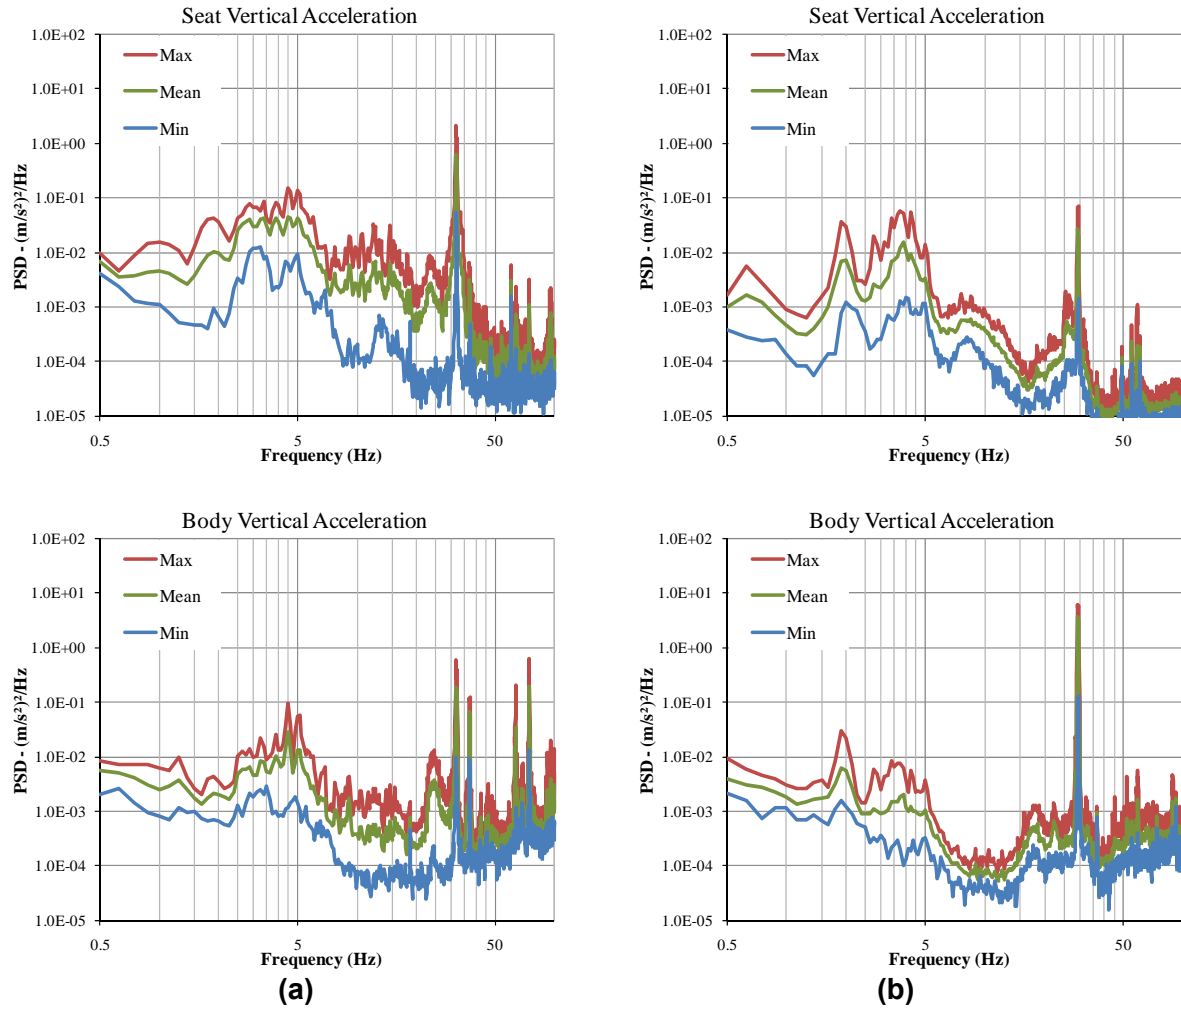 Seat Vertical Acceleration
1.0E+02
1.0E+01
1.0E+00
1.0E-01
1.0E-02
1.0E-03
1.0E-04
1.0E-05
PSD - (m/s²)²/Hz
Max
Mean
Min
0.5
5
50
Frequency (Hz)
Seat Vertical Acceleration
1.0E+02
1.0E+01
1.0E+00
1.0E-01
1.0E-02
1.0E-03
1.0E-04
1.0E-05
PSD - (m/s²)²/Hz
Max
Mean
Min
0.5
5
50
Frequency (Hz)
Body Vertical Acceleration
1.0E+02
1.0E+01
1.0E+00
1.0E-01
1.0E-02
1.0E-03
1.0E-04
1.0E-05
PSD - (m/s²)²/Hz
Max
Mean
Min
0.5
5
50
Frequency (Hz)
(a)
Body Vertical Acceleration
1.0E+02
1.0E+01
1.0E+00
1.0E-01
1.0E-02
1.0E-03
1.0E-04
1.0E-05
PSD - (m/s²)²/Hz
Max
Mean
Min
0.5
5
50
Frequency (Hz)
(b)